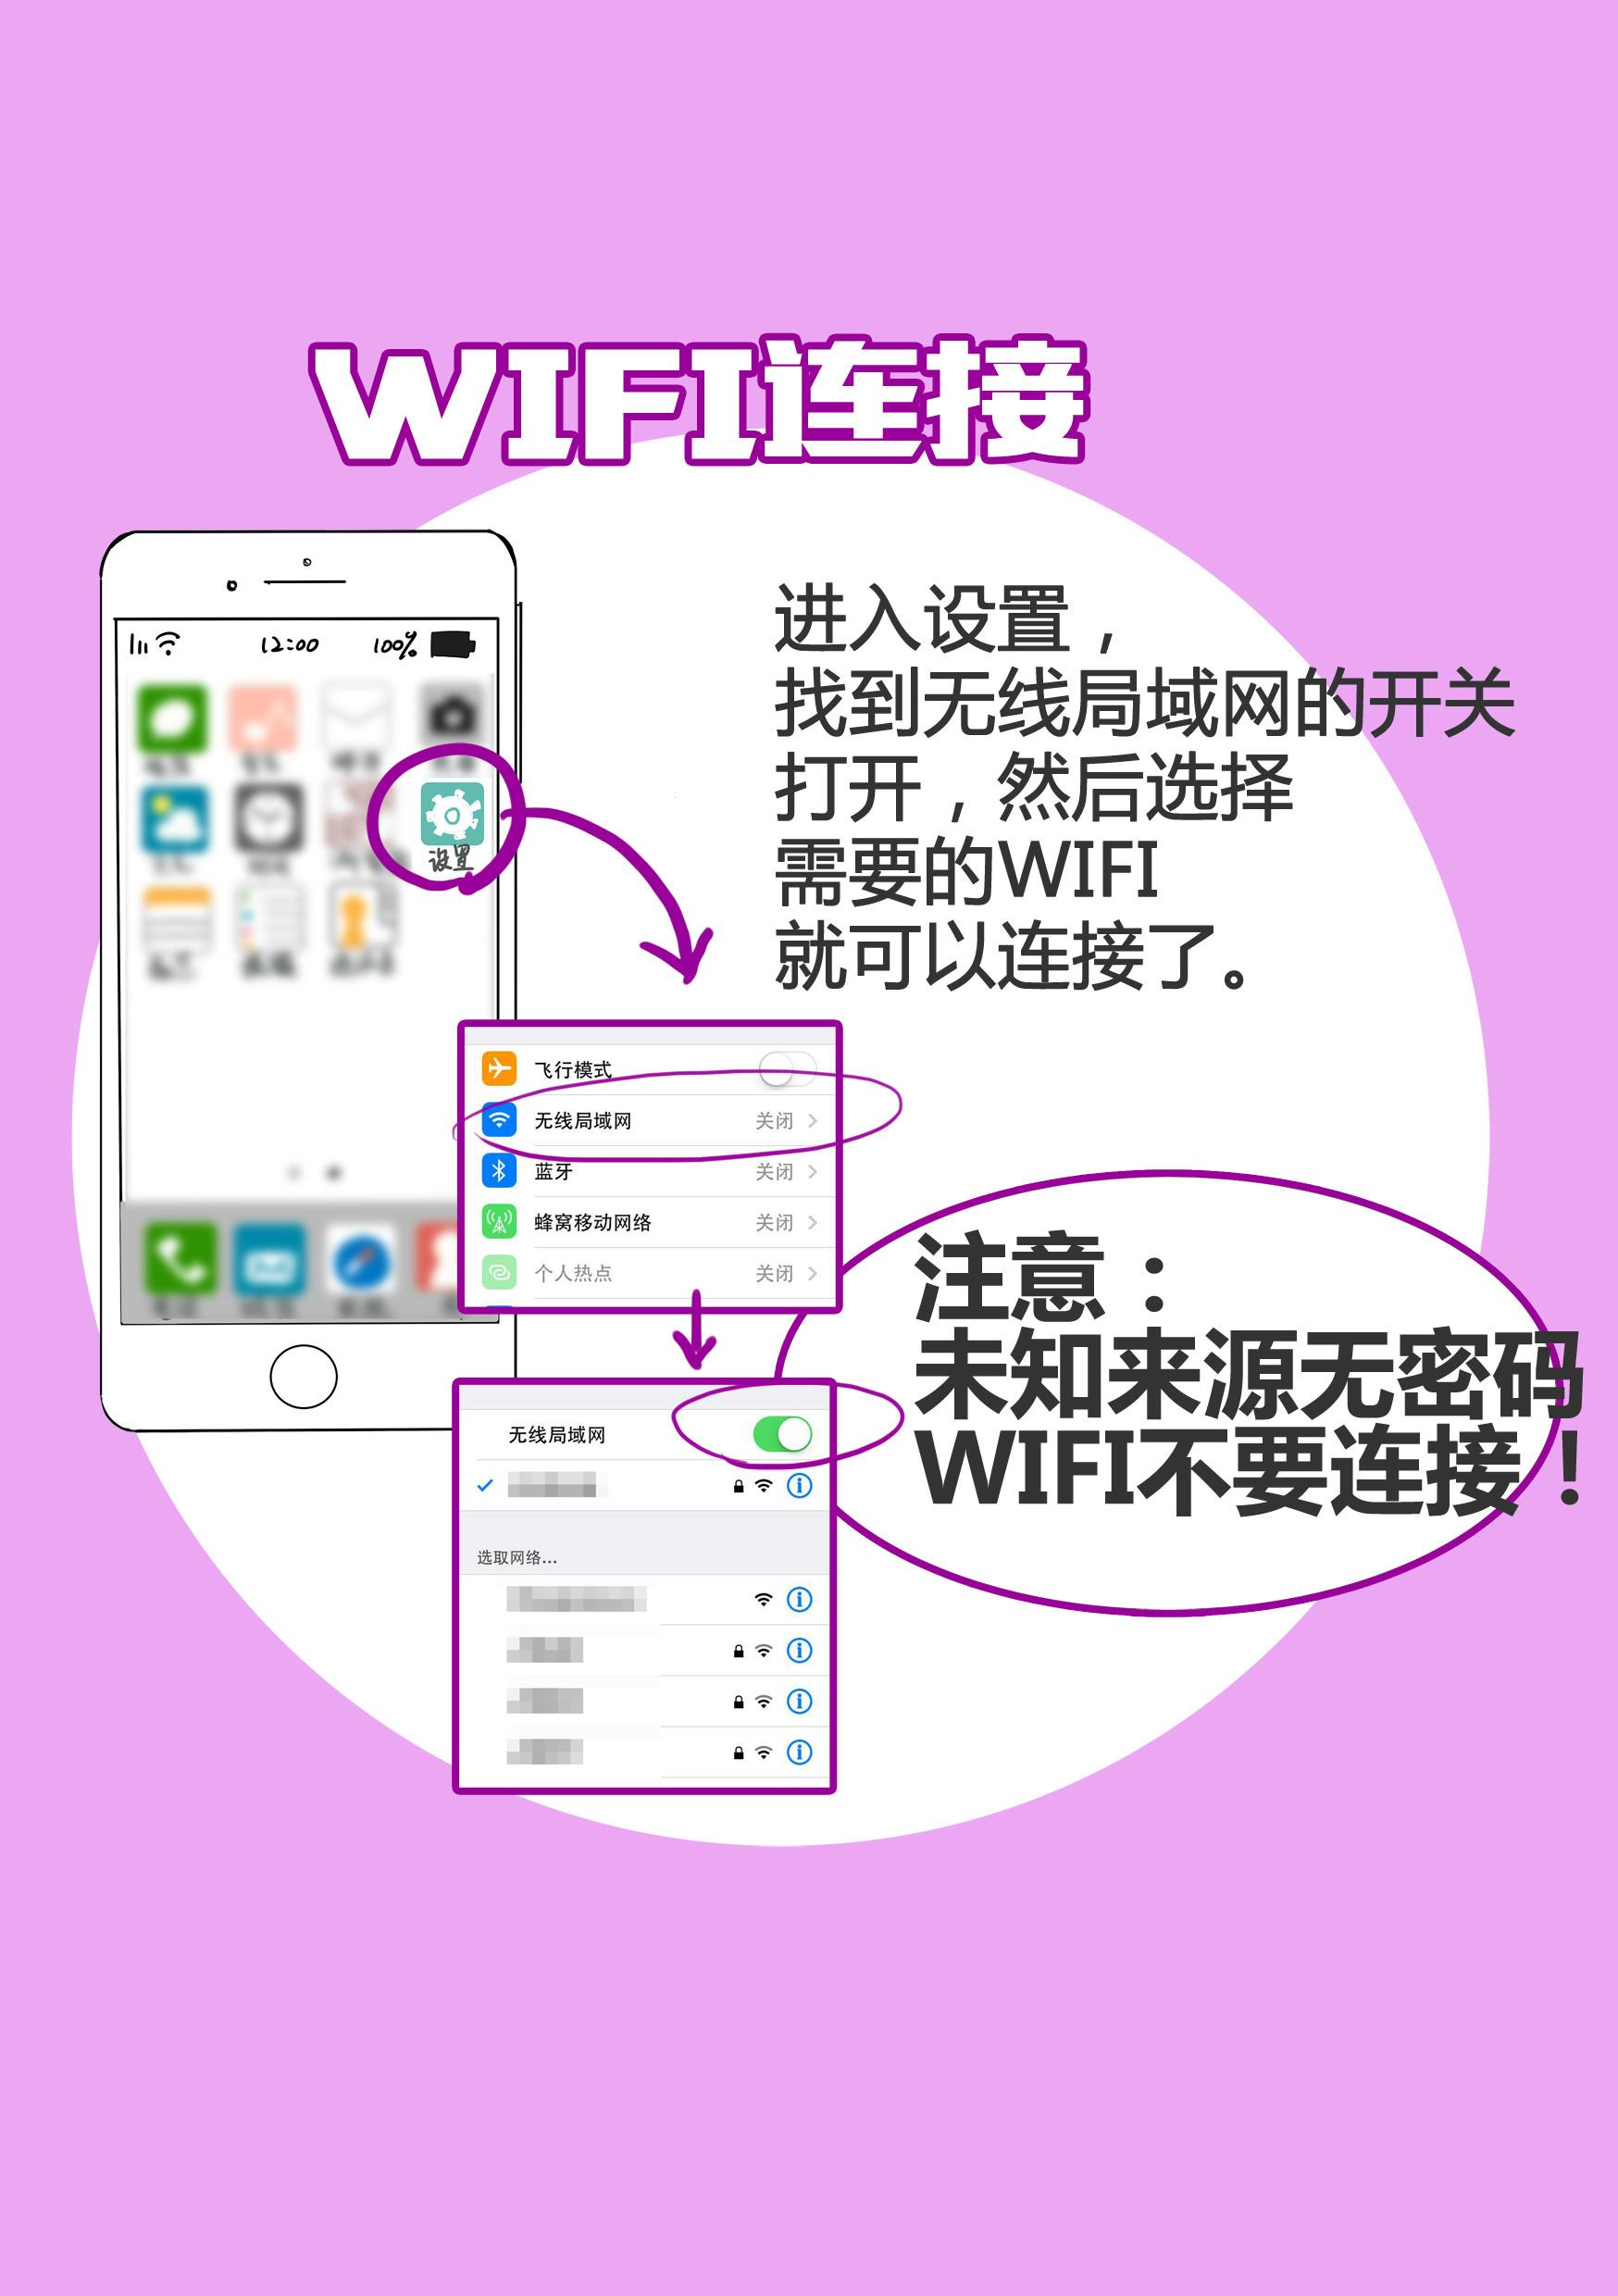 WIFI连接
12:00 100%
设置
进入设置，
找到无线局域网的开关
打开，然后选择
需要的WIFI
就可以连接了。
飞行模式
无线局域网 关闭
蓝牙 关闭
蜂窝移动网络 关闭
个人热点 关闭
注意：
未知来源无密码
WIFI不要连接！
无线局域网
选取网络...